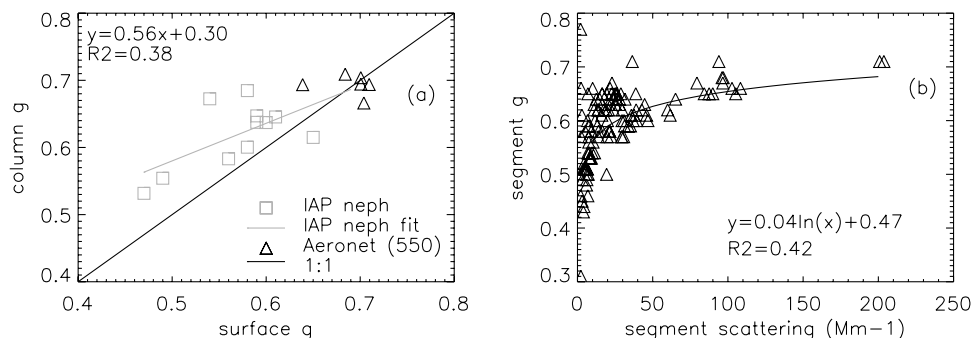 y=0.56x+0.30
R2=0.38
(a)
IAP neph
IAP neph fit
Aeronet (550)
1:1
0.8
0.7
0.6
0.5
0.4
column g
0.4 0.5 0.6 0.7 0.8
surface g
(b)
y=0.04ln(x)+0.47
R2=0.42
0.8
0.7
0.6
0.5
0.4
0.3
segment g
0 50 100 150 200 250
segment scattering (Mm-1)